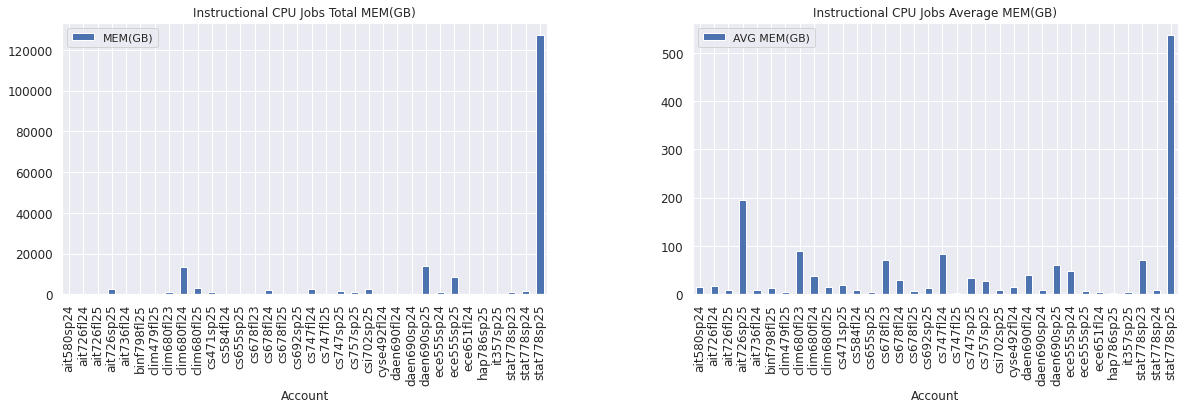 Instructional CPU Jobs Total MEM(GB)
MEM(GB)
120000
100000
80000
60000
40000
20000
0
ait580sp24
ait726fl24
ait726fl25
ait726sp25
ait736fl24
binf798fl25
clim479fl25
clim680fl23
clim680fl24
clim680fl25
cs471sp25
cs584fl24
cs655sp25
cs678fl23
cs678fl24
cs678fl25
cs692sp25
cs747fl24
cs747fl25
cs747sp25
cs757sp25
csi702sp25
cyse492fl24
daen690fl24
daen690sp24
daen690sp25
ece555sp24
ece555sp25
ece651fl24
hap786sp25
it357sp25
stat778sp23
stat778sp24
stat778sp25
Account
Instructional CPU Jobs Average MEM(GB)
AVG MEM(GB)
500
400
300
200
100
0
ait580sp24
ait726fl24
ait726fl25
ait726sp25
ait736fl24
binf798fl25
clim479fl25
clim680fl23
clim680fl24
clim680fl25
cs471sp25
cs584fl24
cs655sp25
cs678fl23
cs678fl24
cs678fl25
cs692sp25
cs747fl24
cs747fl25
cs747sp25
cs757sp25
csi702sp25
cyse492fl24
daen690fl24
daen690sp24
daen690sp25
ece555sp24
ece555sp25
ece651fl24
hap786sp25
it357sp25
stat778sp23
stat778sp24
stat778sp25
Account